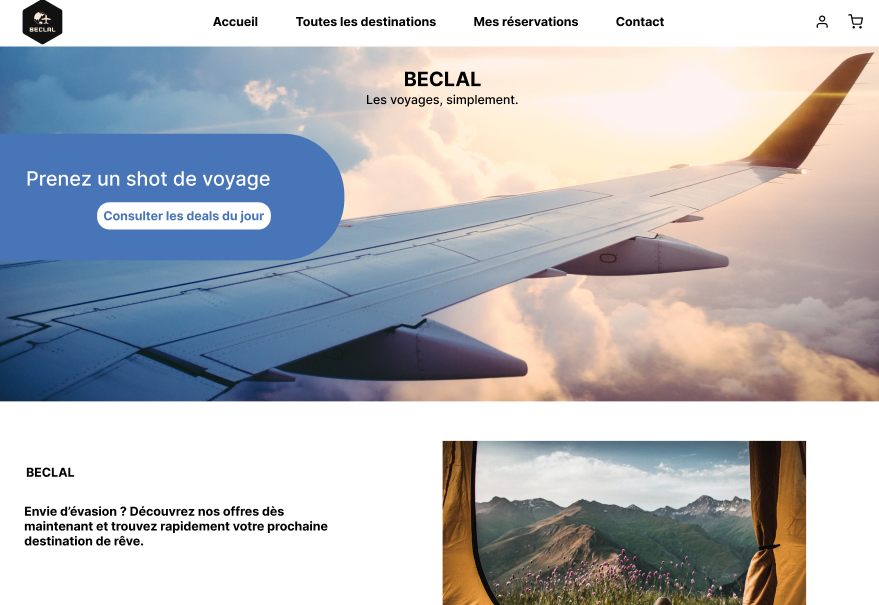 BECLAL
Accueil
Toutes les destinations
Mes réservations
Contact
BECLAL
Les voyages, simplement.
Prenez un shot de voyage
Consulter les deals du jour
BECLAL
Envie d’évasion ? Découvrez nos offres dès
maintenant et trouvez rapidement votre prochaine
destination de rêve.